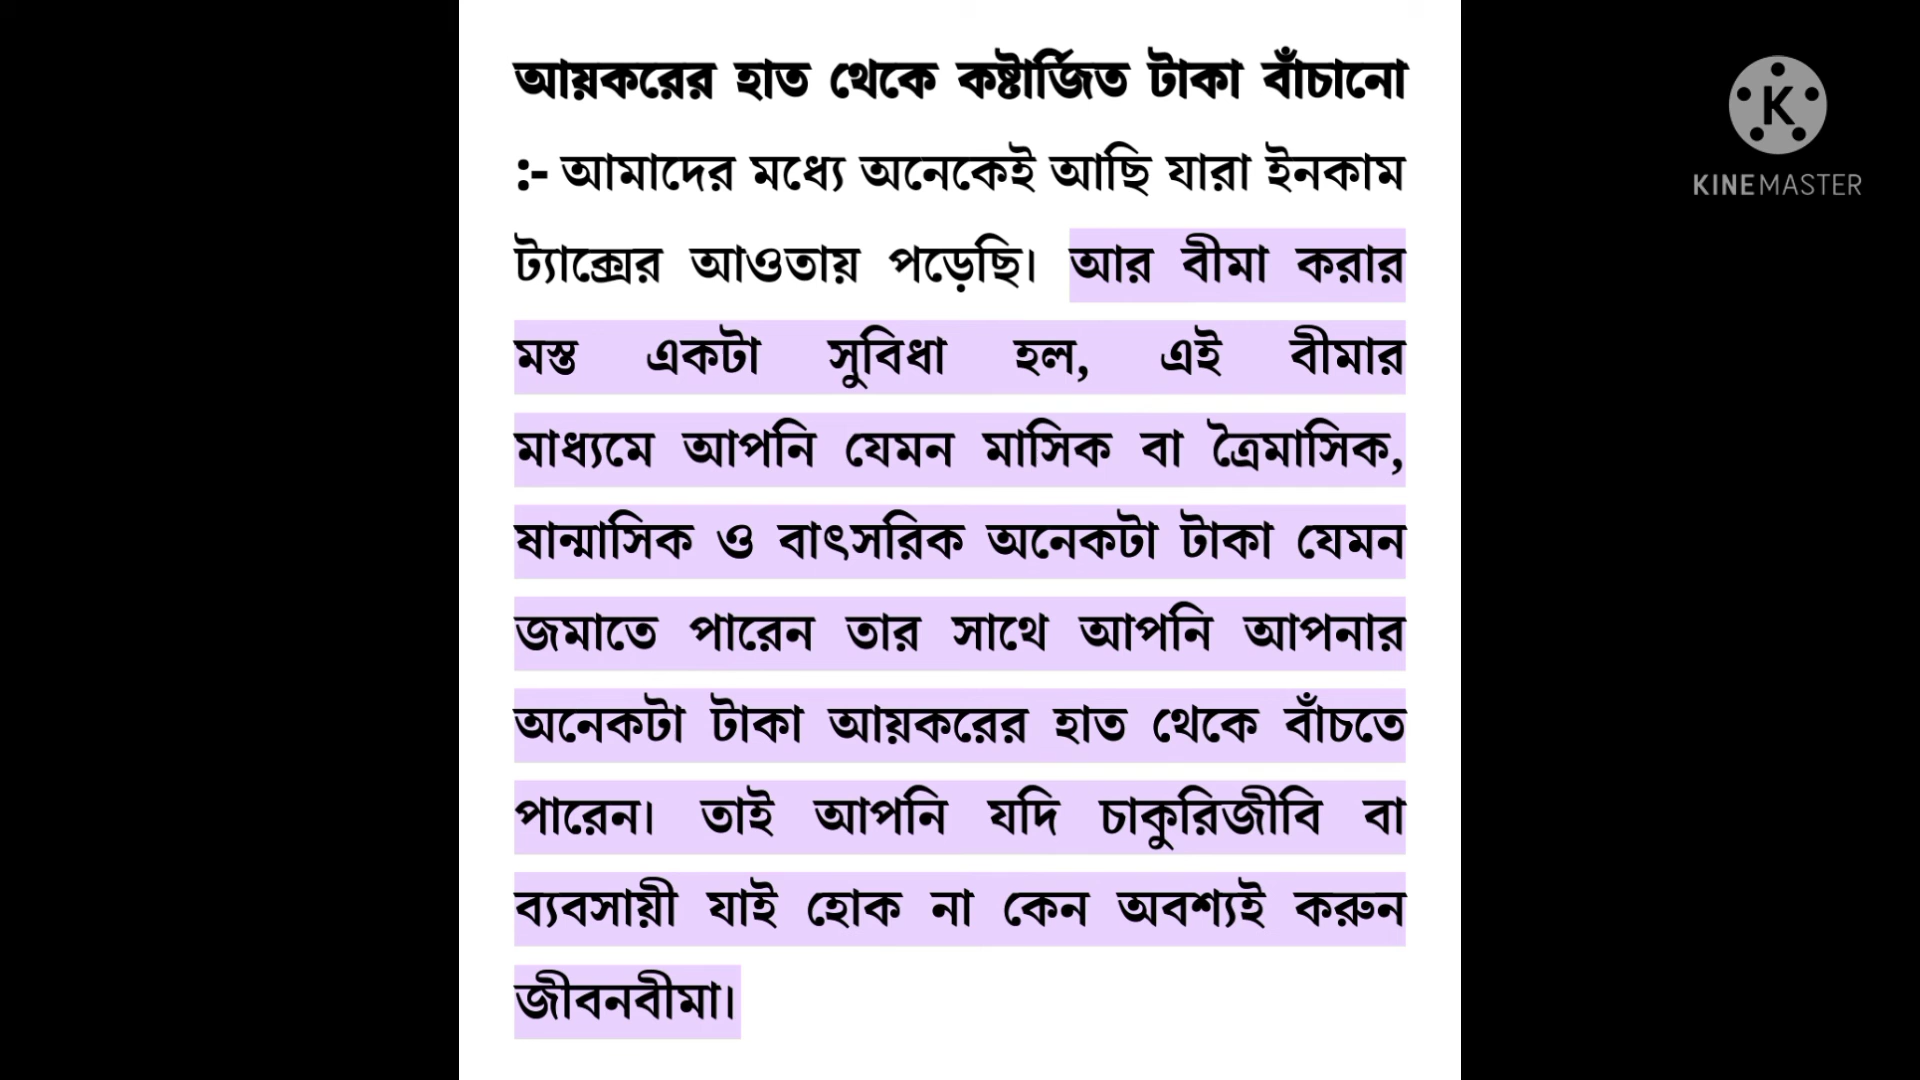 আয়করের হাত থেকে কষ্টার্জিত টাকা বাঁচানো
:- আমাদের মধ্যে অনেকেই আছি যারা ইনকাম
ট্যাক্সের আওতায় পড়েছি। আর বীমা করার
মস্ত একটা সুবিধা হল, এই বীমার
মাধ্যমে আপনি যেমন মাসিক বা ত্রৈমাসিক,
ষান্মাসিক ও বাৎসরিক অনেকটা টাকা যেমন
জমাতে পারেন তার সাথে আপনি আপনার
অনেকটা টাকা আয়করের হাত থেকে বাঁচতে
পারেন। তাই আপনি যদি চাকুরিজীবি বা
ব্যবসায়ী যাই হোক না কেন অবশ্যই করুন
জীবনবীমা।
K
KINEMASTER